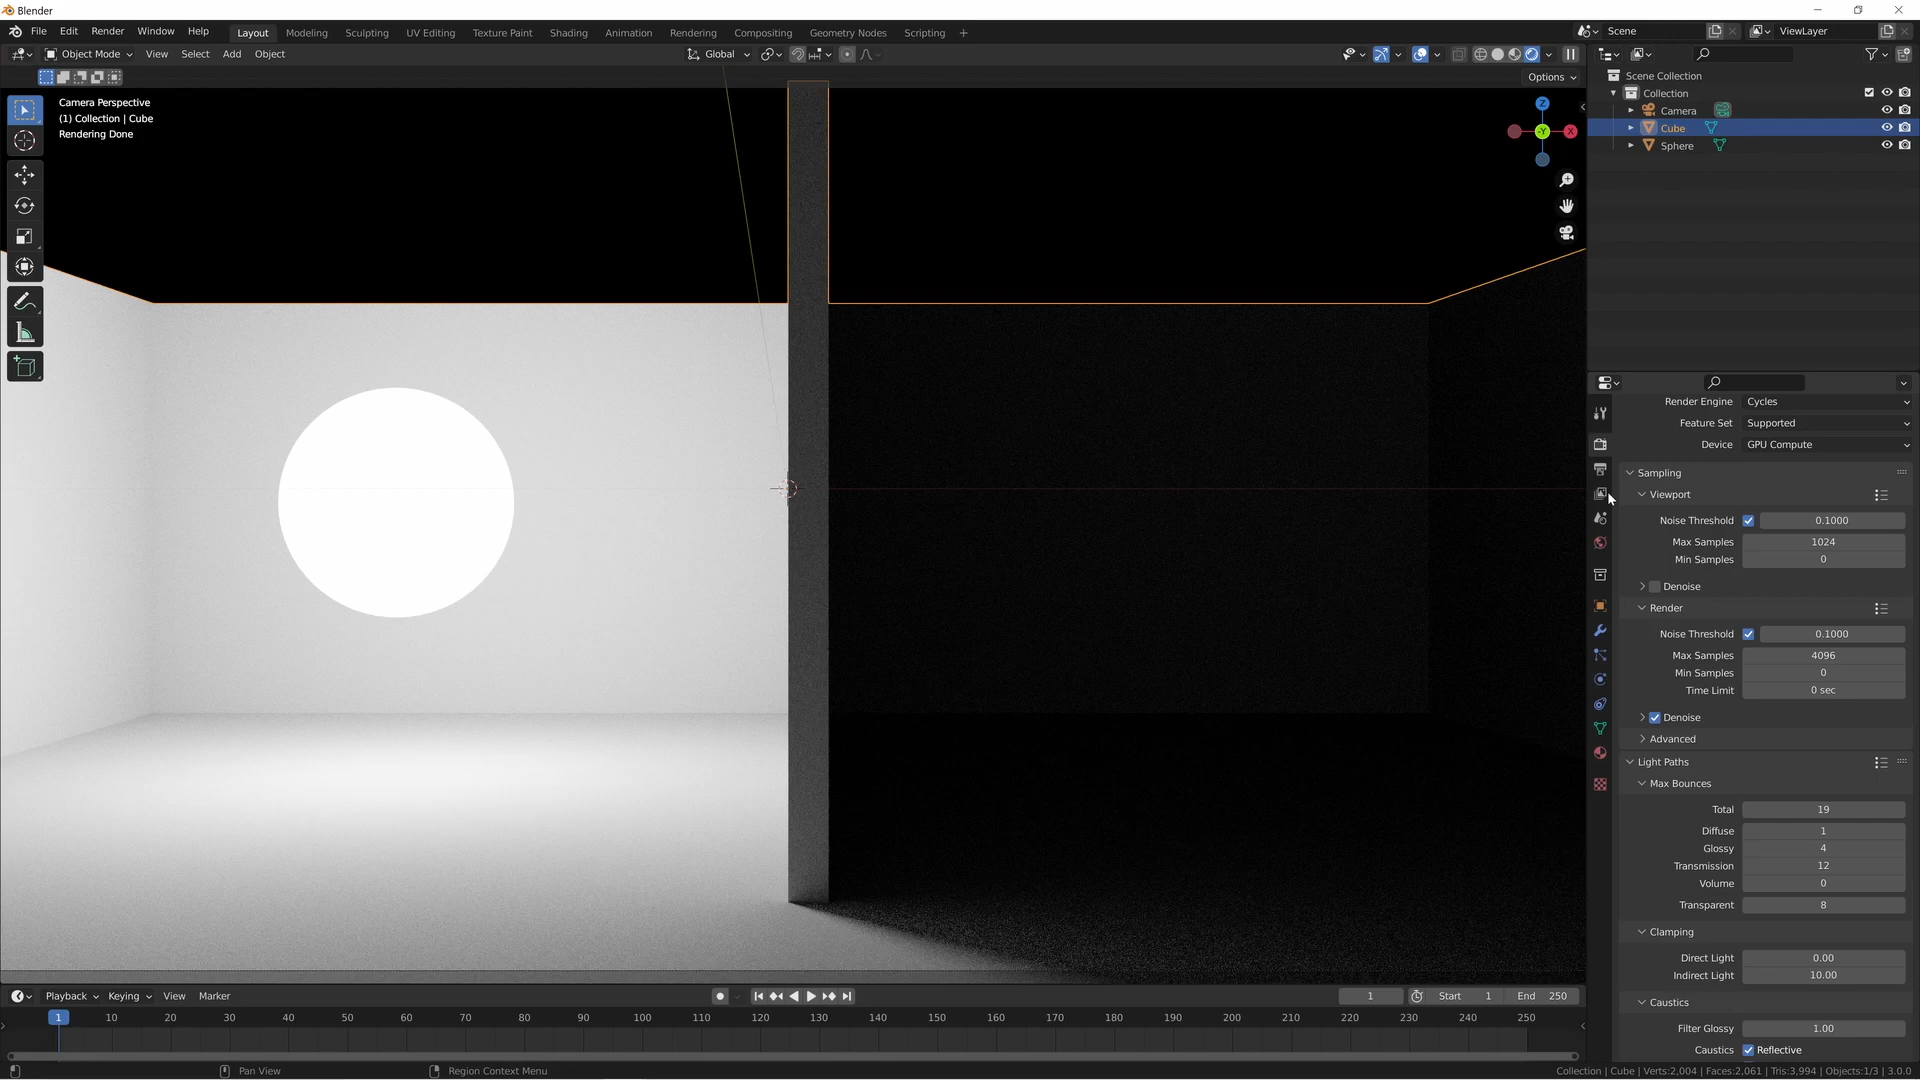 Blender
File Edit Render Window Help
Layout Modeling Sculpting UV Editing Texture Paint Shading Animation Rendering Compositing Geometry Nodes Scripting +
Scene
ViewLayer
Object Mode View Select Add Object
Global
Options
Camera Perspective
(1) Collection | Cube
Rendering Done
Z
Y
X
Scene Collection
Collection
Camera
Cube
Sphere
Render Engine Cycles
Feature Set Supported
Device GPU Compute
Sampling
Viewport
Noise Threshold 0.1000
Max Samples 1024
Min Samples 0
Denoise
Render
Noise Threshold 0.1000
Max Samples 4096
Min Samples 0
Time Limit 0 sec
Denoise
Advanced
Light Paths
Max Bounces
Total 19
Diffuse 1
Glossy 4
Transmission 12
Volume 0
Transparent 8
Clamping
Direct Light 0.00
Indirect Light 10.00
Caustics
Filter Glossy 1.00
Caustics Reflective
Playback Keying View Marker
1 Start 1 End 250
1 10 20 30 40 50 60 70 80 90 100 110 120 130 140 150 160 170 180 190 200 210 220 230 240 250
Pan View
Region Context Menu
Collection | Cube | Verts:2,004 | Faces:2,061 | Tris:3,994 | Objects:1/3 | 3.0.0